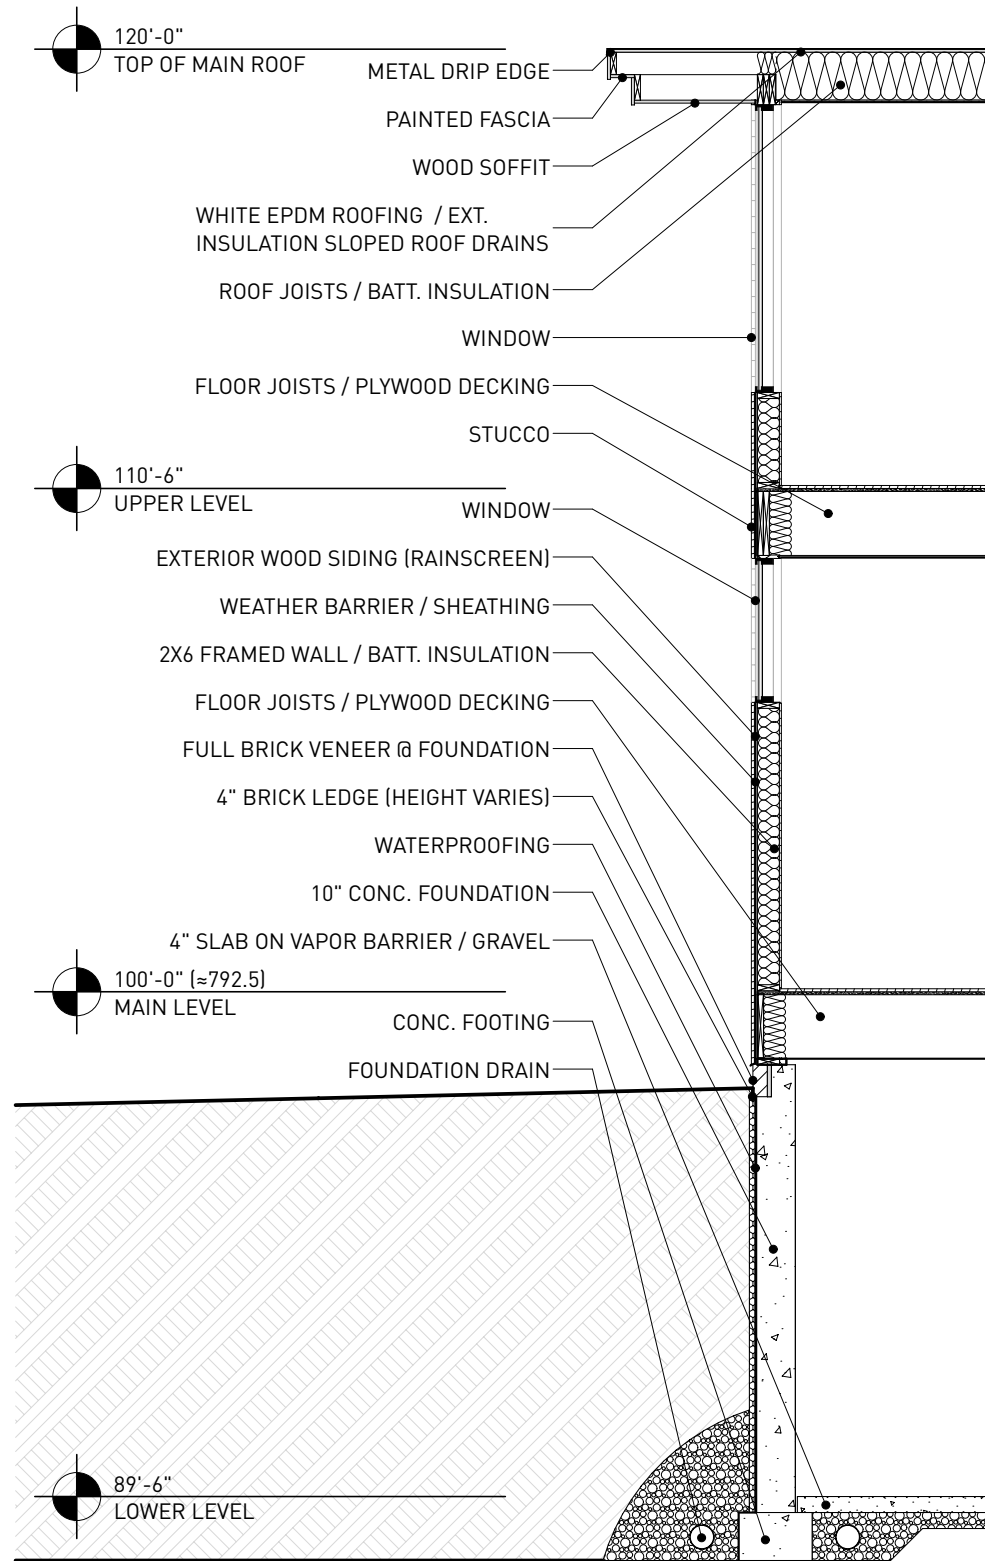 120'-0"
TOP OF MAIN ROOF
METAL DRIP EDGE
PAINTED FASCIA
WOOD SOFFIT
WHITE EPDM ROOFING / EXT.
INSULATION SLOPED ROOF DRAINS
ROOF JOISTS / BATT. INSULATION
WINDOW
FLOOR JOISTS / PLYWOOD DECKING
STUCCO
110'-6"
UPPER LEVEL
WINDOW
EXTERIOR WOOD SIDING (RAINSCREEN)
WEATHER BARRIER / SHEATHING
2X6 FRAMED WALL / BATT. INSULATION
FLOOR JOISTS / PLYWOOD DECKING
FULL BRICK VENEER @ FOUNDATION
4" BRICK LEDGE (HEIGHT VARIES)
WATERPROOFING
10" CONC. FOUNDATION
4" SLAB ON VAPOR BARRIER / GRAVEL
100'-0" (≈792.5)
MAIN LEVEL
CONC. FOOTING
FOUNDATION DRAIN
89'-6"
LOWER LEVEL